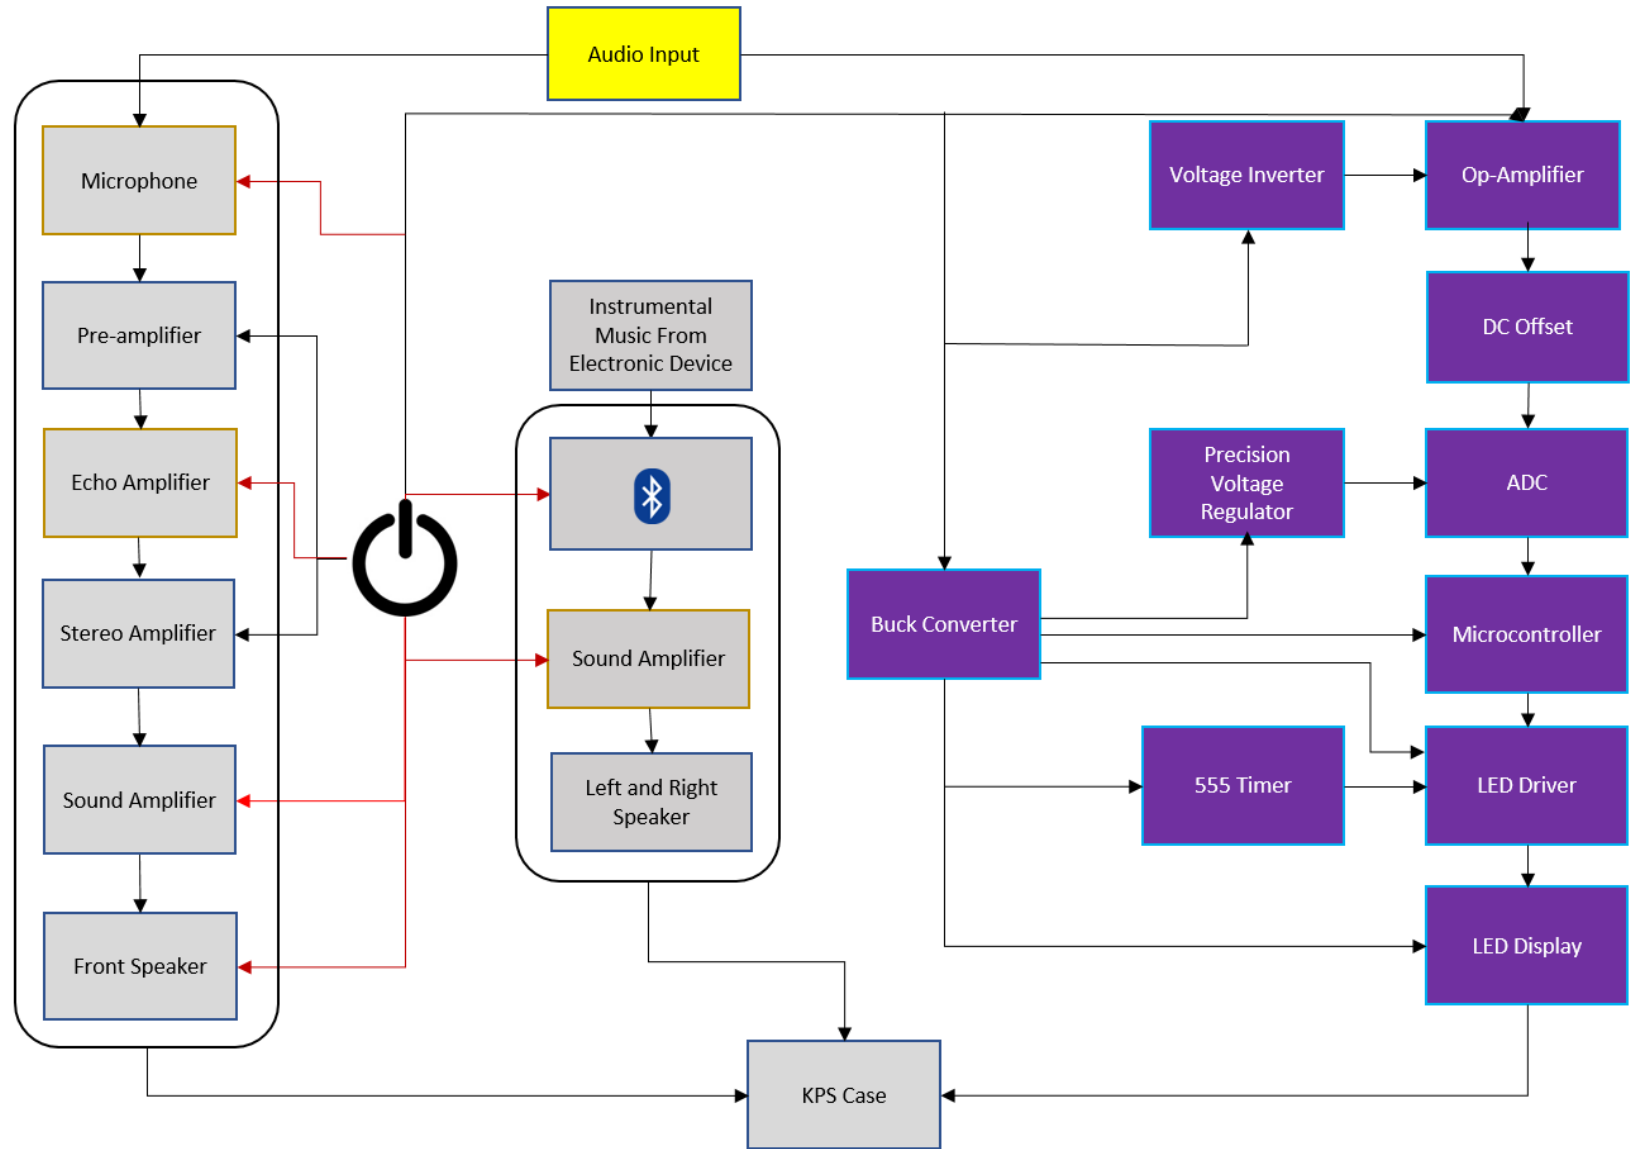 Audio Input
Microphone
Pre-amplifier
Echo Amplifier
Stereo Amplifier
Sound Amplifier
Front Speaker
Instrumental
Music From
Electronic Device
Sound Amplifier
Left and Right
Speaker
Buck Converter
Voltage Inverter
Precision
Voltage
Regulator
555 Timer
Op-Amplifier
DC Offset
ADC
Microcontroller
LED Driver
LED Display
KPS Case